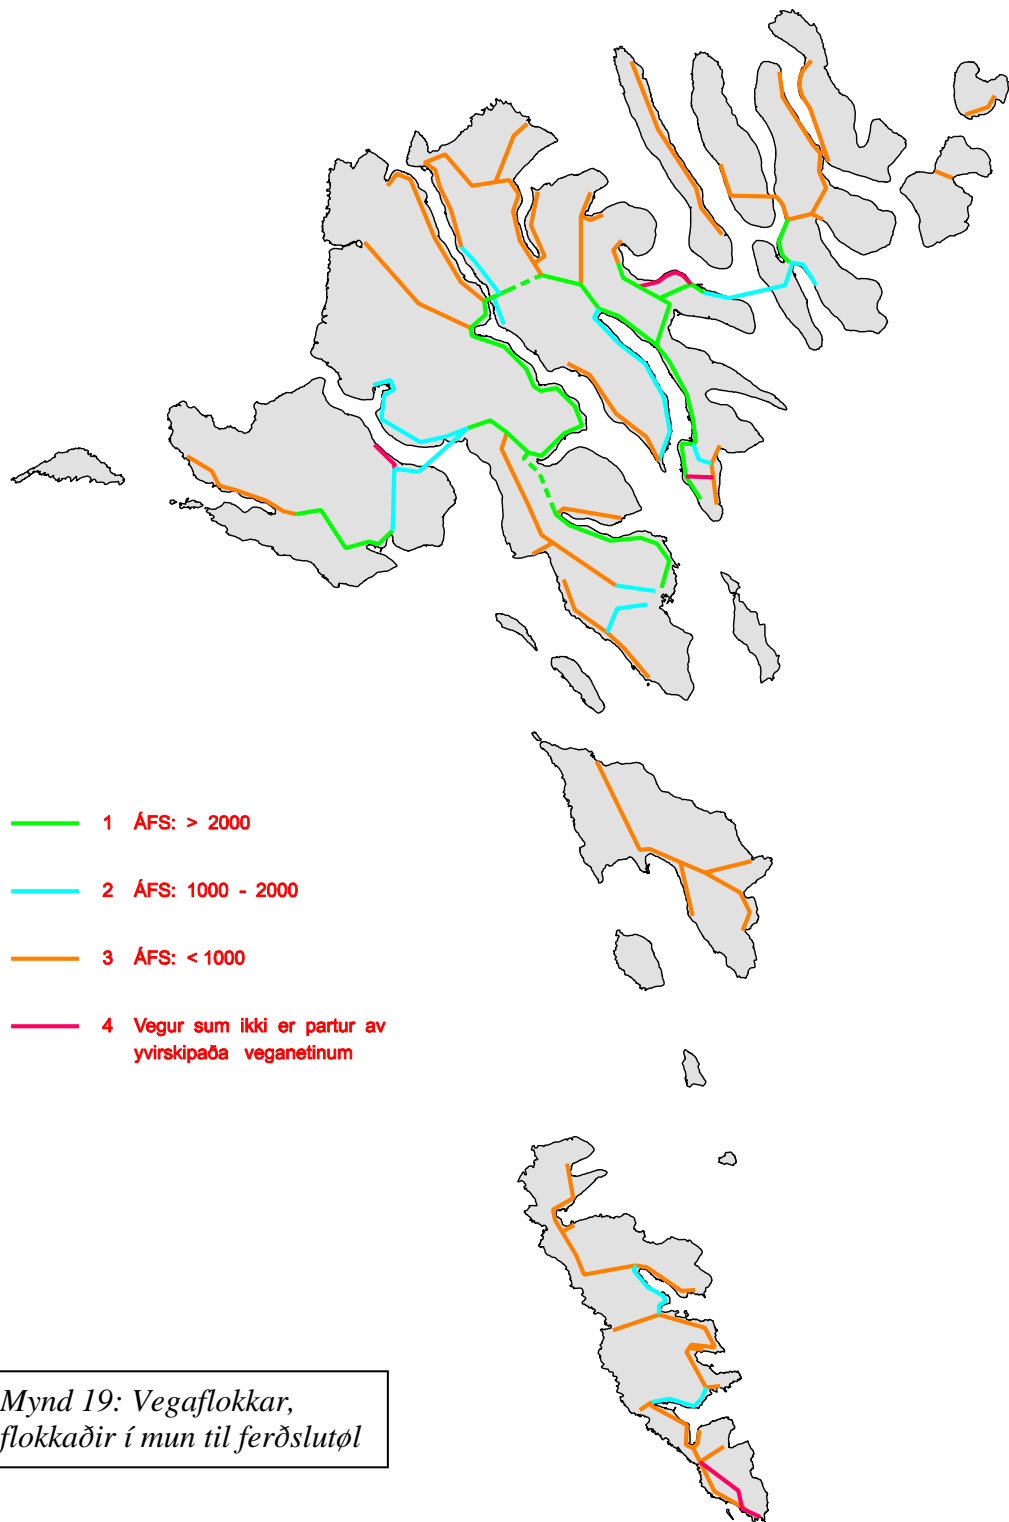 1 ÁFS: > 2000
2 ÁFS: 1000 - 2000
3 ÁFS: < 1000
4 Vegur sum ikki er partur av
yvirskipaða veganetinum
Mynd 19: Vegaflokkar,
flokkaðir í mun til ferðslutøl